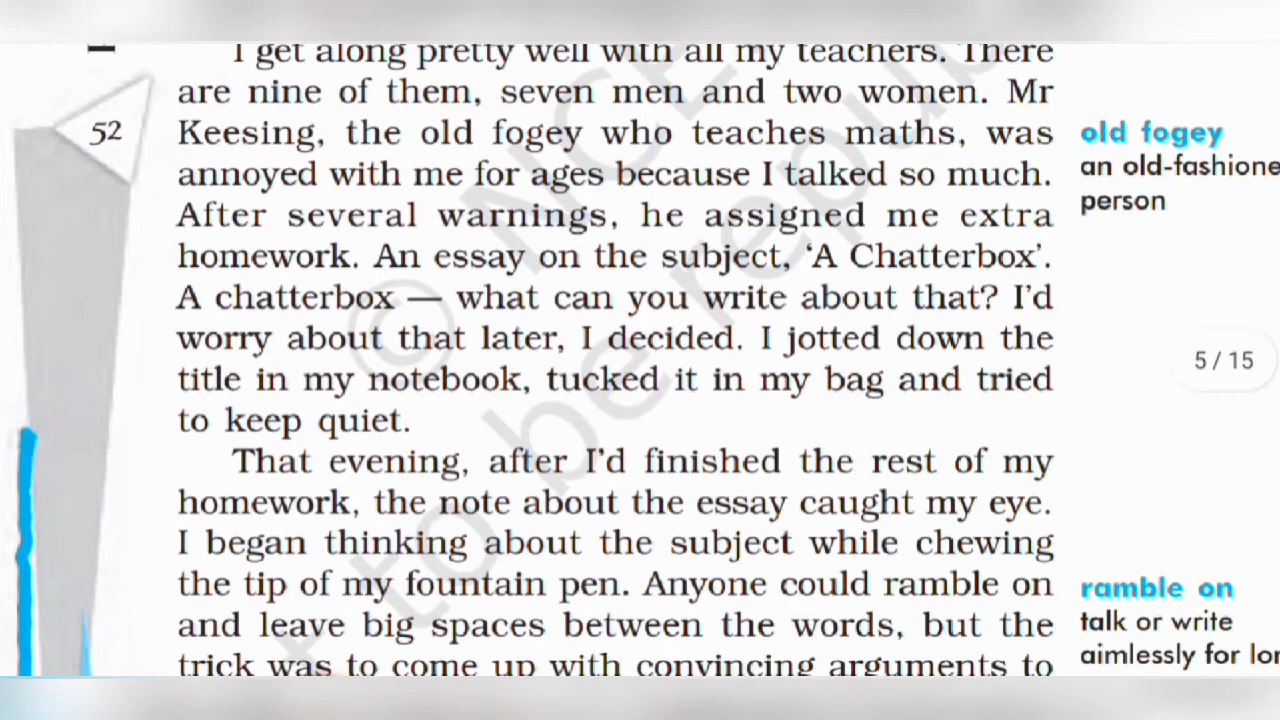 I get along pretty well with all my teachers. There
are nine of them, seven men and two women. Mr
52
Keesing, the old fogey who teaches maths, was
annoyed with me for ages because I talked so much.
After several warnings, he assigned me extra
homework. An essay on the subject, ‘A Chatterbox’.
A chatterbox — what can you write about that? I’d
worry about that later, I decided. I jotted down the
title in my notebook, tucked it in my bag and tried
to keep quiet.
That evening, after I’d finished the rest of my
homework, the note about the essay caught my eye.
I began thinking about the subject while chewing
the tip of my fountain pen. Anyone could ramble on
and leave big spaces between the words, but the
trick was to come up with convincing arguments to
old fogey
an old-fashione
person
5 / 15
ramble on
talk or write
aimlessly for lon
© NCE
to be repub